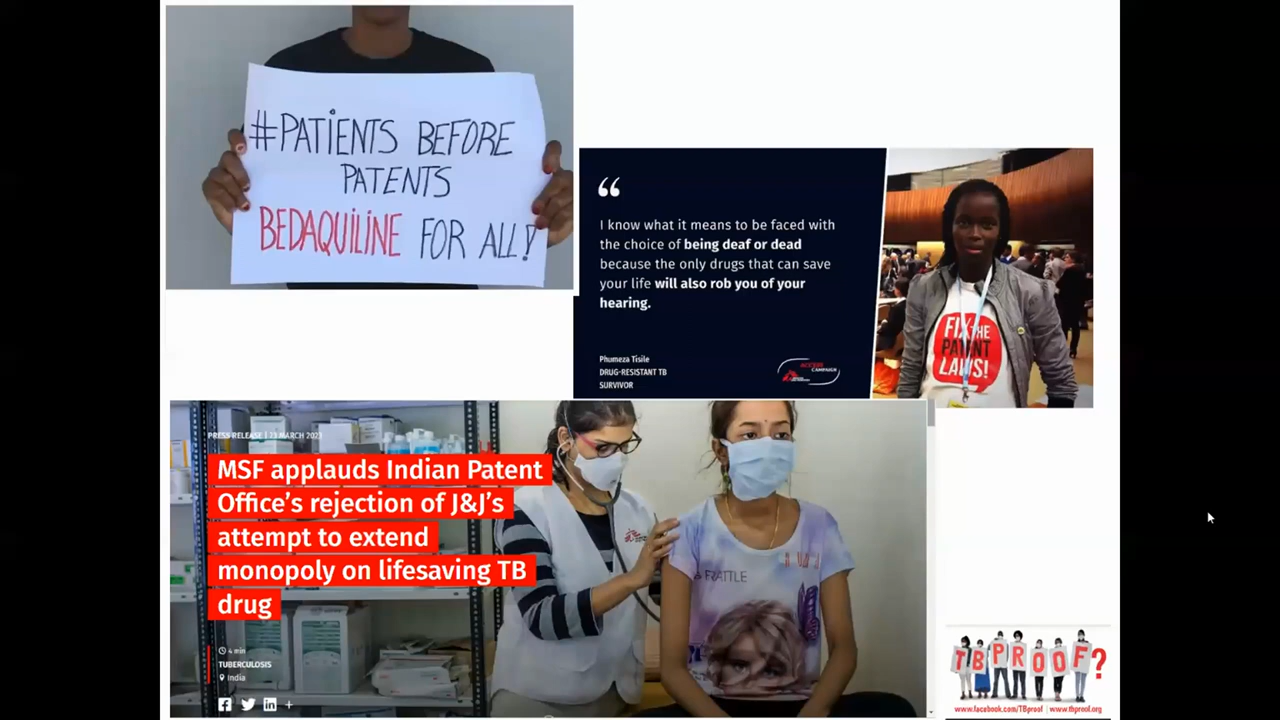 #PATIENTS BEFORE
PATENTS
BEDAQUILINE FOR ALL!
“
I know what it means to be faced with
the choice of being deaf or dead
because the only drugs that can save
your life will also rob you of your
hearing.
Phumeza Tisile
DRUG-RESISTANT TB
SURVIVOR
ACCESS
CAMPAIGN
FIX THE
PATENT
LAWS!
PRESS RELEASE | 23 MARCH 2023
MSF applauds Indian Patent
Office's rejection of J&J's
attempt to extend
monopoly on lifesaving TB
drug
4 min
TUBERCULOSIS
India
TB PROOF?
www.facebook.com/TBproof | www.tbproof.org